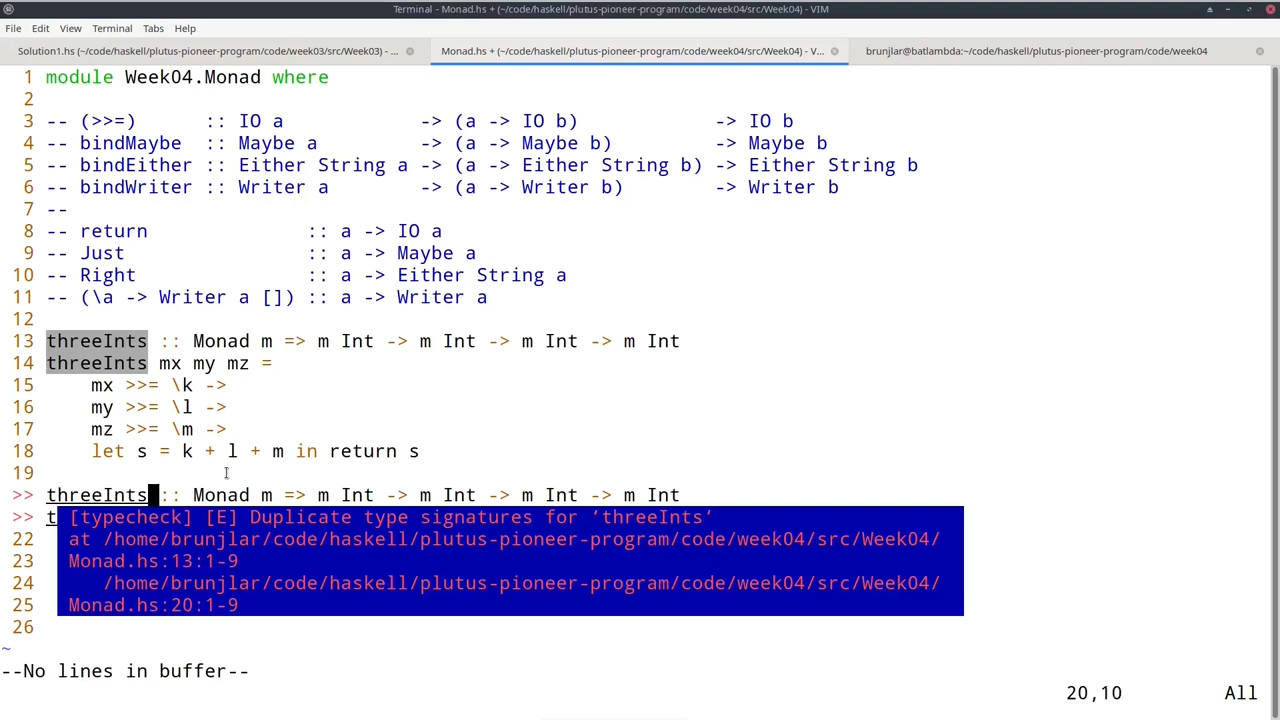 Terminal - Monad.hs + (~/code/haskell/plutus-pioneer-program/code/week04/src/Week04) - VIM
File Edit View Terminal Tabs Help
Solution1.hs (~/code/haskell/plutus-pioneer-program/code/week03/src/Week03) - ...
Monad.hs + (~/code/haskell/plutus-pioneer-program/code/week04/src/Week04) - V...
brunjlar@batlambda:~/code/haskell/plutus-pioneer-program/code/week04
1 module Week04.Monad where
2
3 -- (>>=)      :: IO a            -> (a -> IO b)            -> IO b
4 -- bindMaybe  :: Maybe a         -> (a -> Maybe b)         -> Maybe b
5 -- bindEither :: Either String a -> (a -> Either String b) -> Either String b
6 -- bindWriter :: Writer a        -> (a -> Writer b)        -> Writer b
7 --
8 -- return              :: a -> IO a
9 -- Just                :: a -> Maybe a
10 -- Right               :: a -> Either String a
11 -- (\a -> Writer a []) :: a -> Writer a
12
13 threeInts :: Monad m => m Int -> m Int -> m Int -> m Int
14 threeInts mx my mz =
15     mx >>= \k ->
16     my >>= \l ->
17     mz >>= \m ->
18     let s = k + l + m in return s
19
>> threeInts :: Monad m => m Int -> m Int -> m Int -> m Int
>> t [typecheck] [E] Duplicate type signatures for ‘threeInts’
22 at /home/brunjlar/code/haskell/plutus-pioneer-program/code/week04/src/Week04/
23 Monad.hs:13:1-9
24    /home/brunjlar/code/haskell/plutus-pioneer-program/code/week04/src/Week04/
25 Monad.hs:20:1-9
26
~
--No lines in buffer--
20,10 All